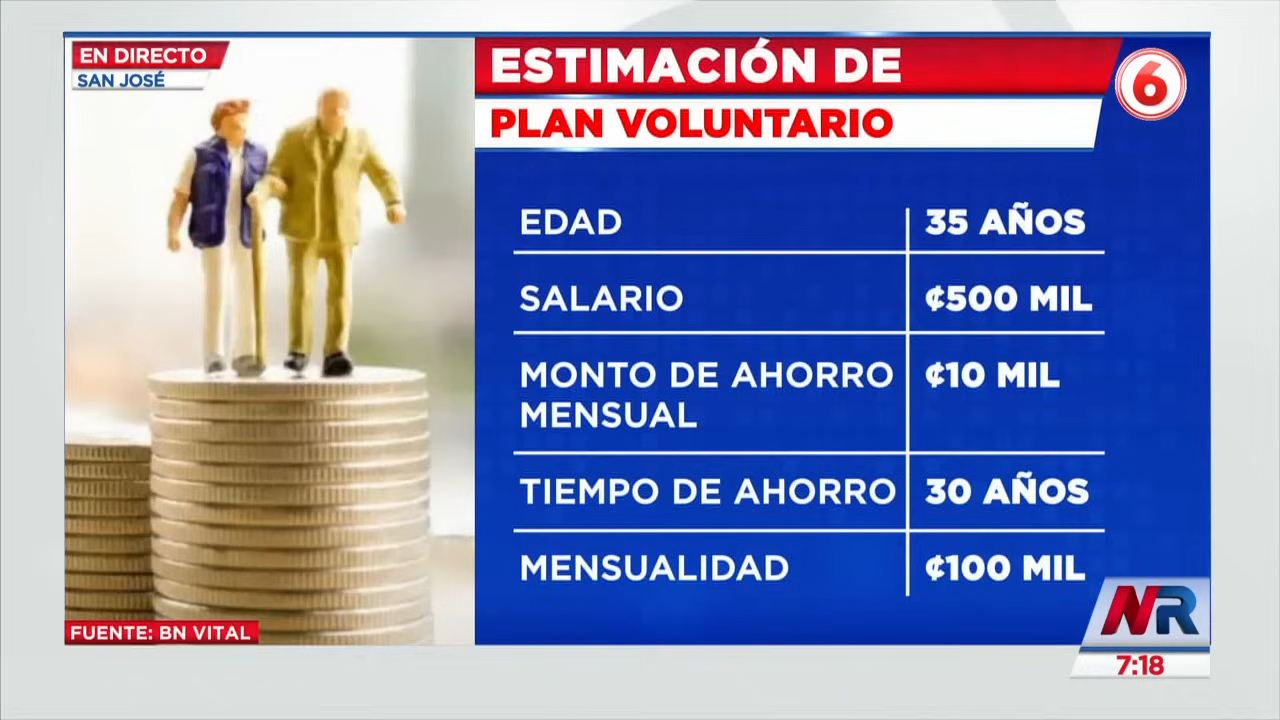 EN DIRECTO
SAN JOSÉ
ESTIMACIÓN DE
PLAN VOLUNTARIO
6
EDAD 35 AÑOS
SALARIO ¢500 MIL
MONTO DE AHORRO ¢10 MIL
MENSUAL
TIEMPO DE AHORRO 30 AÑOS
MENSUALIDAD ¢100 MIL
FUENTE: BN VITAL
NR
7:18